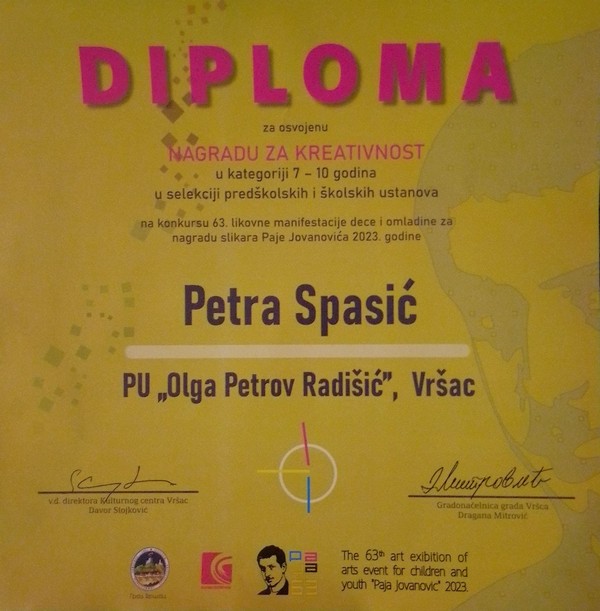 DIPLOMA
za osvojenu
NAGRADU ZA KREATIVNOST
u kategoriji 7 – 10 godina
u selekciji predškolskih i školskih ustanova
na konkursu 63. likovne manifestacije dece i omladine za
nagradu slikara Paje Jovanovića 2023. godine
Petra Spasić
PU „Olga Petrov Radišić”, Vršac
v.d. direktora Kulturnog centra Vršac
Davor Stojković
Gradonačelnica grada Vršca
Dragana Mitrović
The 63th art exibition of
arts event for children and
youth "Paja Jovanovic" 2023.